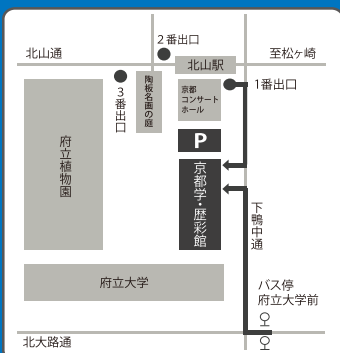 2番出口
北山通
北山駅
至松ヶ崎
3番出口
陶板名画の庭
京都
コンサート
ホール
1番出口
P
府立植物園
京都学・歴彩館
下鴨中通
府立大学
バス停
府立大学前
北大路通